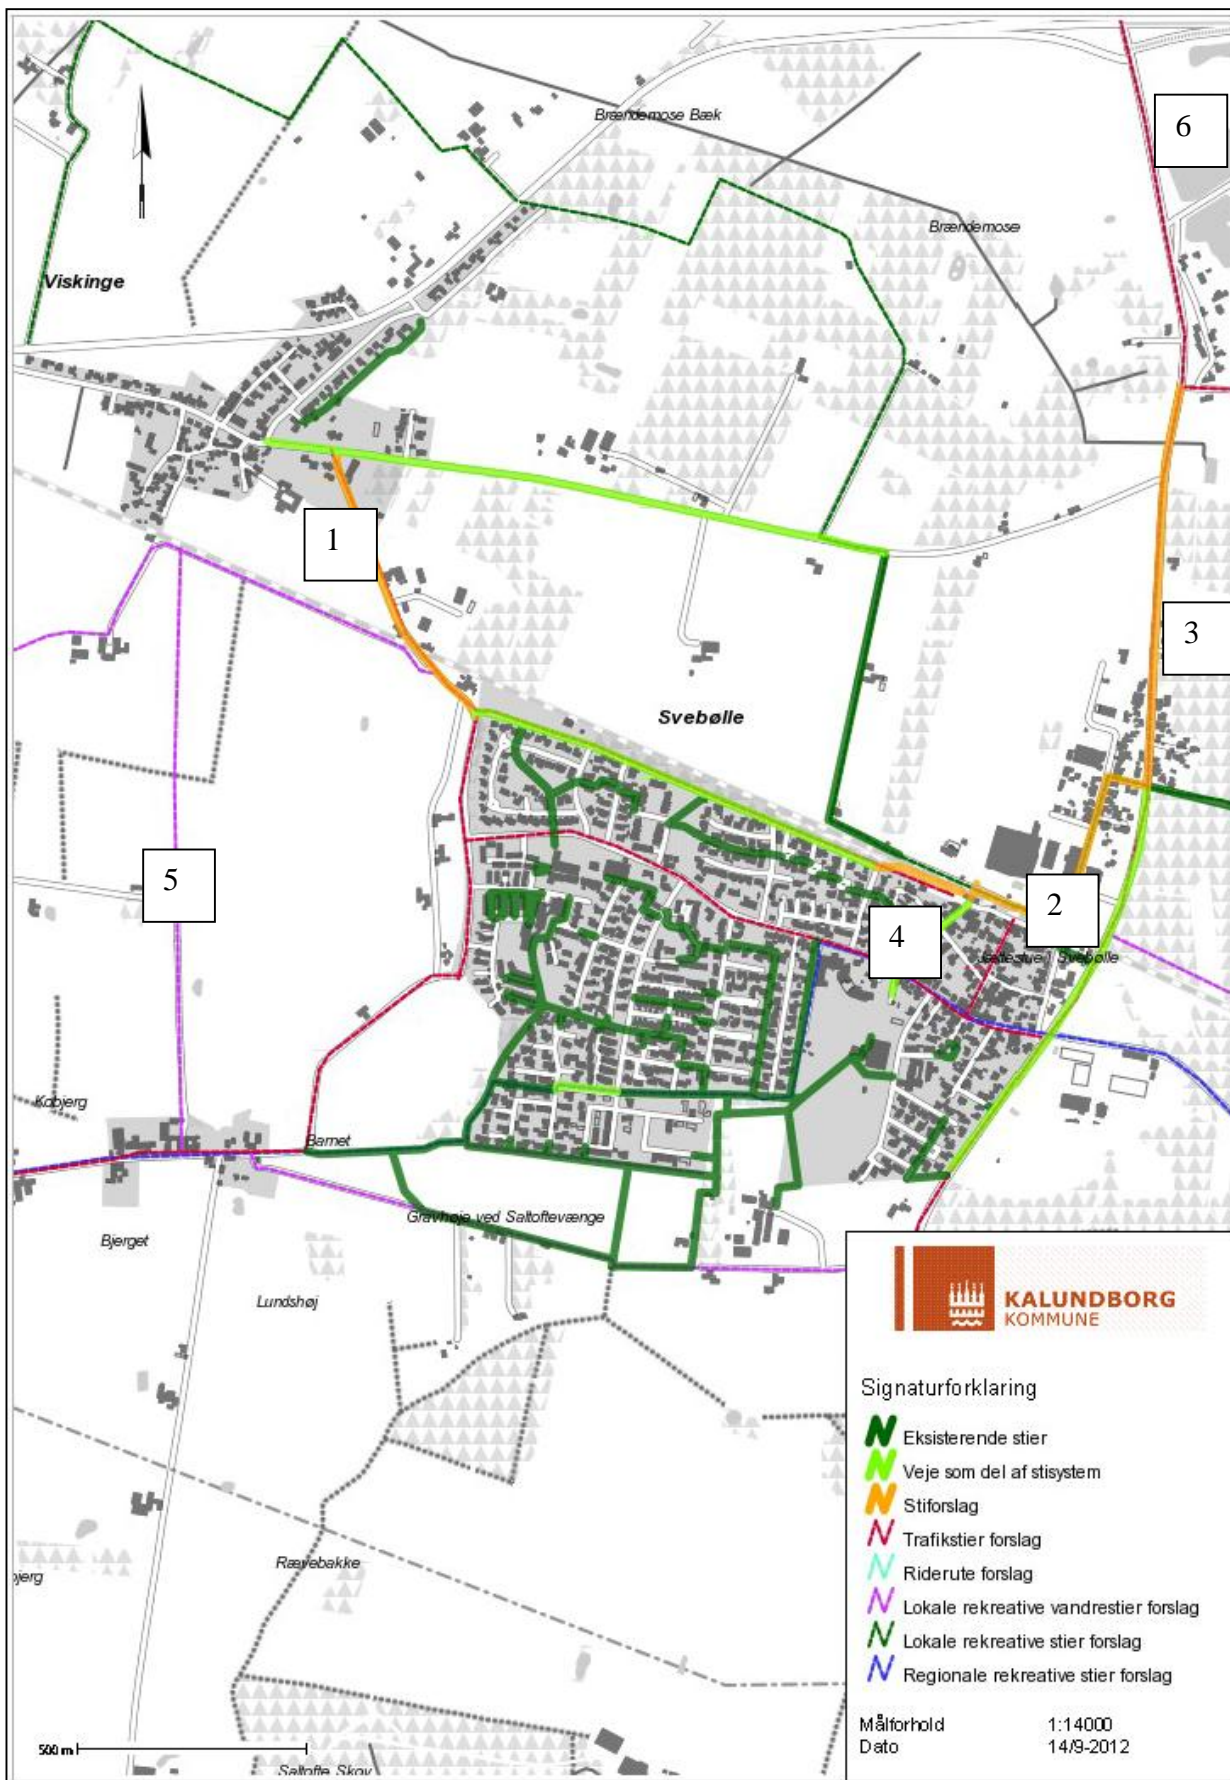 6
Brændemose Bæk
Brændemose
Viskinge
1
3
Svebølle
5
2
4
Jættestue i Svebølle
Kobjerg
Barnet
Gravhøje ved Saltoftevænge
Bjerget
Lundshøj
KALUNDBORG
KOMMUNE
Signaturforklaring
Eksisterende stier
Veje som del af stisystem
Stiforslag
Trafikstier forslag
Riderute forslag
Lokale rekreative vandrestier forslag
Lokale rekreative stier forslag
Regionale rekreative stier forslag
Rævebakke
jerg
Målforhold 1:14000
Dato 14/9-2012
500 m
Saltofte Skov